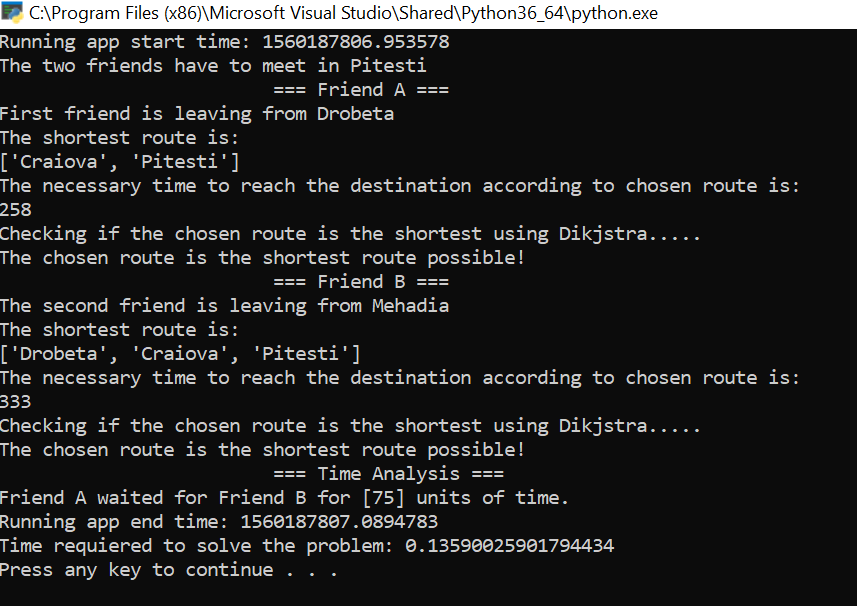 C:\Program Files (x86)\Microsoft Visual Studio\Shared\Python36_64\python.exe
Running app start time: 1560187806.953578
The two friends have to meet in Pitesti
=== Friend A ===
First friend is leaving from Drobeta
The shortest route is:
['Craiova', 'Pitesti']
The necessary time to reach the destination according to chosen route is:
258
Checking if the chosen route is the shortest using Dikjstra.....
The chosen route is the shortest route possible!
=== Friend B ===
The second friend is leaving from Mehadia
The shortest route is:
['Drobeta', 'Craiova', 'Pitesti']
The necessary time to reach the destination according to chosen route is:
333
Checking if the chosen route is the shortest using Dikjstra.....
The chosen route is the shortest route possible!
=== Time Analysis ===
Friend A waited for Friend B for [75] units of time.
Running app end time: 1560187807.0894783
Time requiered to solve the problem: 0.13590025901794434
Press any key to continue . . .